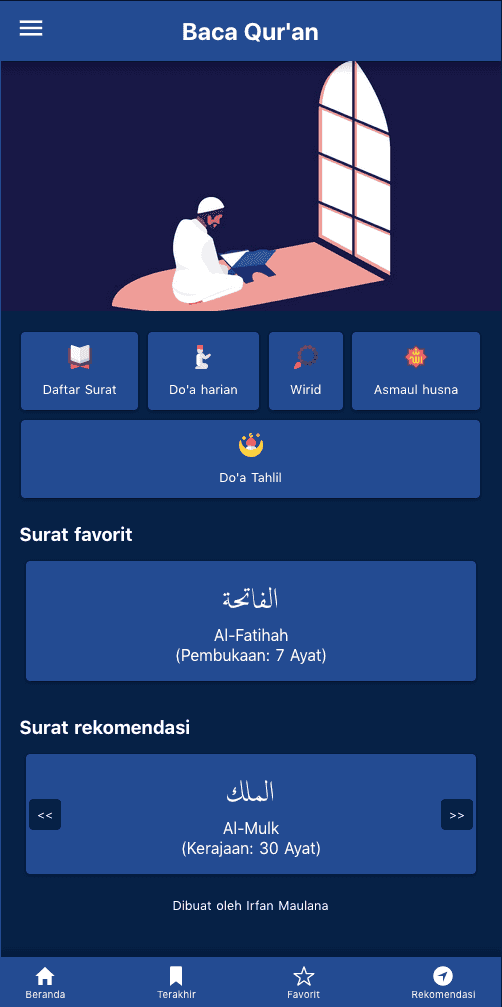 Baca Qur'an
Daftar Surat
Do'a harian
Wirid
Asmaul husna
Do'a Tahlil
Surat favorit
الفاتحة
Al-Fatihah
(Pembukaan: 7 Ayat)
Surat rekomendasi
الملك
<<
Al-Mulk
>>
(Kerajaan: 30 Ayat)
Dibuat oleh Irfan Maulana
Beranda
Terakhir
Favorit
Rekomendasi